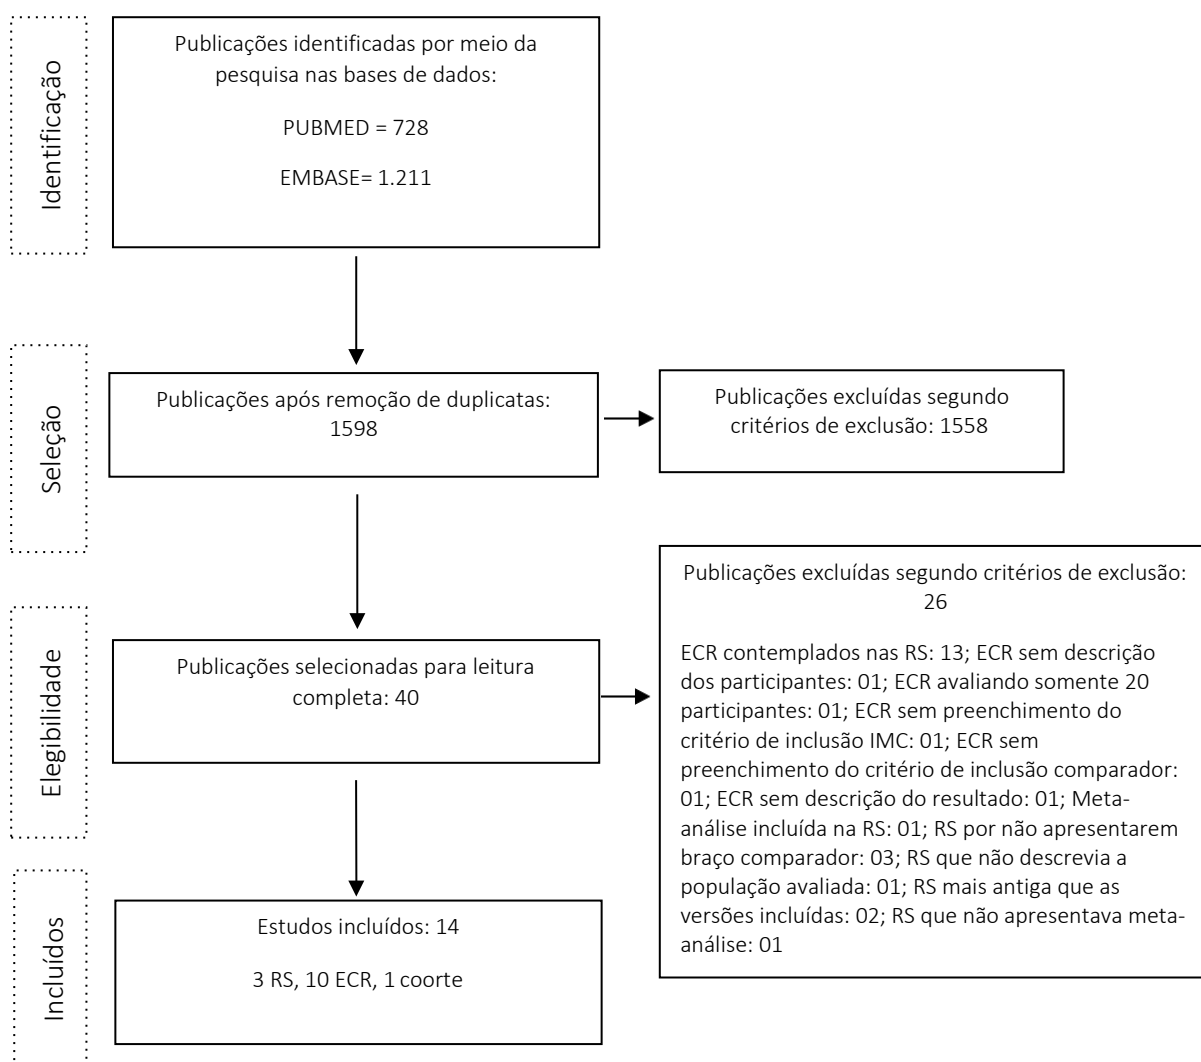 Identificação
Publicações identificadas por meio da
pesquisa nas bases de dados:
PUBMED = 728
EMBASE= 1.211
Seleção
Publicações após remoção de duplicatas:
1598
Publicações excluídas segundo
critérios de exclusão: 1558
Elegibilidade
Publicações selecionadas para leitura
completa: 40
Publicações excluídas segundo critérios de exclusão:
26
ECR contemplados nas RS: 13; ECR sem descrição
dos participantes: 01; ECR avaliando somente 20
participantes: 01; ECR sem preenchimento do
critério de inclusão IMC: 01; ECR sem
preenchimento do critério de inclusão comparador:
01; ECR sem descrição do resultado: 01; Meta-
análise incluída na RS: 01; RS por não apresentarem
braço comparador: 03; RS que não descrevia a
população avaliada: 01; RS mais antiga que as
versões incluídas: 02; RS que não apresentava meta-
análise: 01
Incluídos
Estudos incluídos: 14
3 RS, 10 ECR, 1 coorte